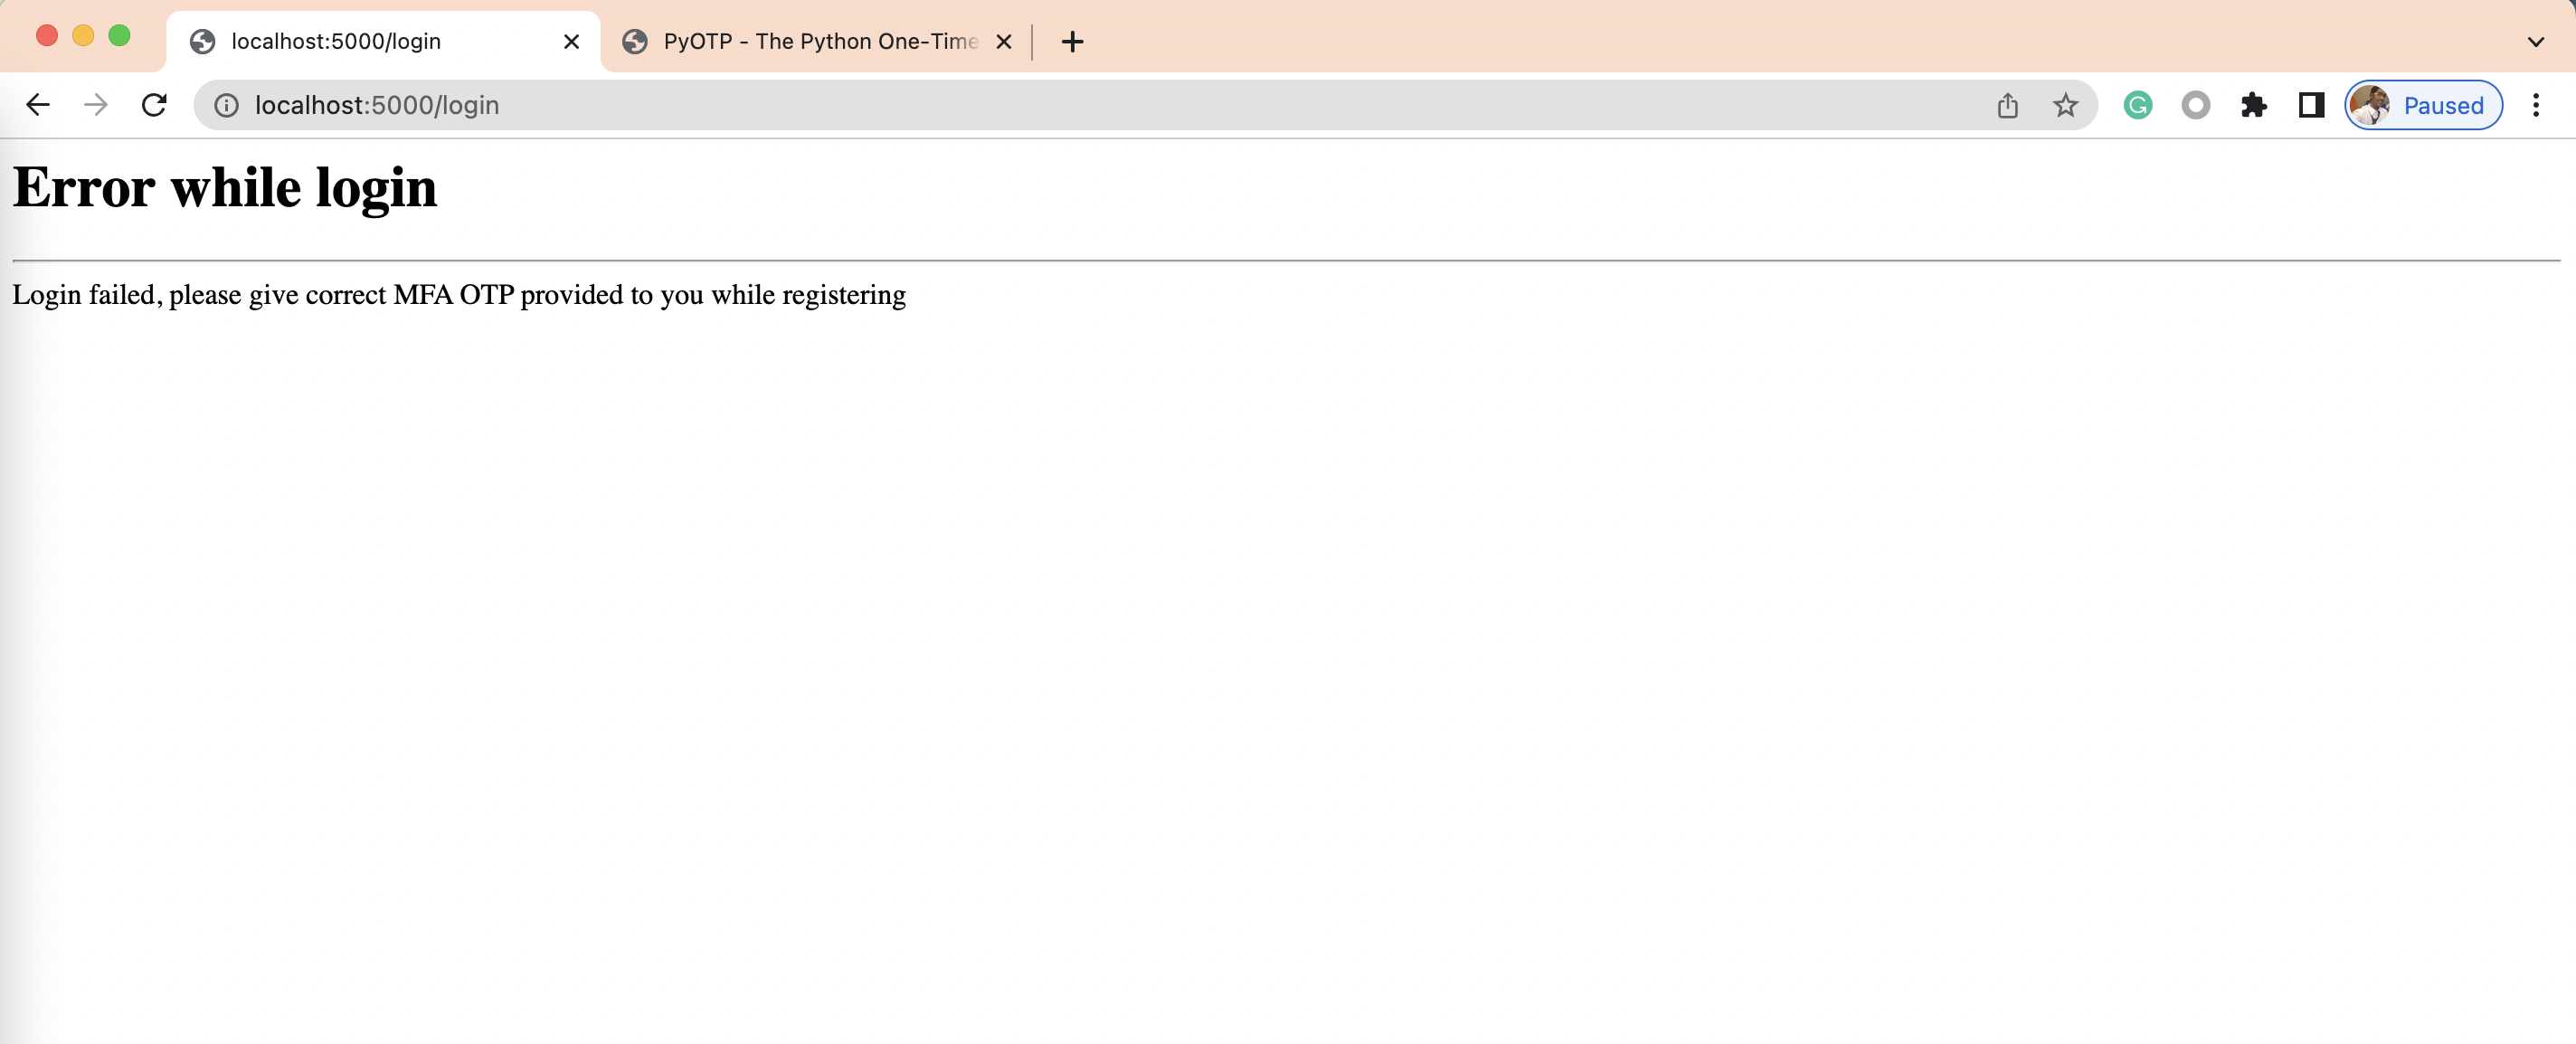 localhost:5000/login
PyOTP - The Python One-Time
localhost:5000/login
Paused
Error while login
Login failed, please give correct MFA OTP provided to you while registering